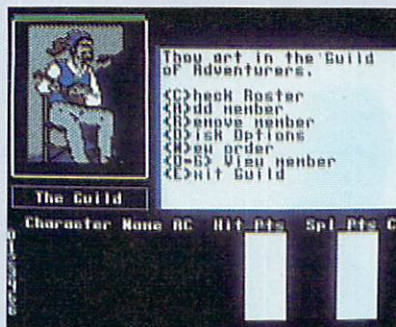 Thou art in the Guild
of Adventurers.
<C>heck Roster
<A>dd member
<R>emove member
<D>isk Options
<N>ew order
<0-6> View member
<E>xit Guild
The Guild
Character Name AC Hit Pts Spl Pts C